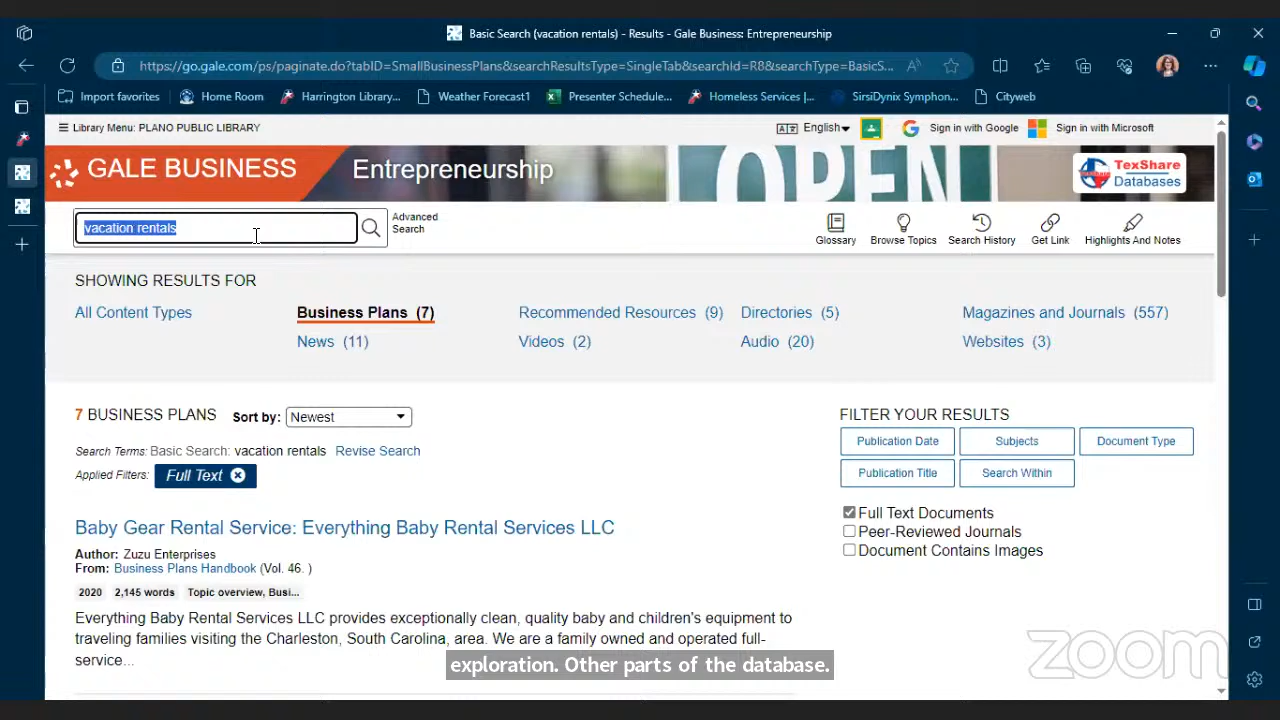 Basic Search (vacation rentals) - Results - Gale Business: Entrepreneurship
https://go.gale.com/ps/paginate.do?tabID=SmallBusinessPlans&searchResultsType=SingleTab&searchId=R8&searchType=BasicS...
Import favorites Home Room Harrington Library... Weather Forecast1 Presenter Schedule... Homeless Services |... SirsiDynix Symphon... Cityweb
Library Menu: PLANO PUBLIC LIBRARY English Sign in with Google Sign in with Microsoft
GALE BUSINESS Entrepreneurship OPEN TexShare Databases
vacation rentals Advanced Search
Glossary Browse Topics Search History Get Link Highlights And Notes
SHOWING RESULTS FOR
All Content Types Business Plans (7) Recommended Resources (9) Directories (5) Magazines and Journals (557)
News (11) Videos (2) Audio (20) Websites (3)
7 BUSINESS PLANS Sort by: Newest
Search Terms: Basic Search: vacation rentals Revise Search
Applied Filters: Full Text
FILTER YOUR RESULTS
Publication Date Subjects Document Type
Publication Title Search Within
Full Text Documents
Peer-Reviewed Journals
Document Contains Images
Baby Gear Rental Service: Everything Baby Rental Services LLC
Author: Zuzu Enterprises
From: Business Plans Handbook (Vol. 46. )
2020 2,145 words Topic overview, Busi...
Everything Baby Rental Services LLC provides exceptionally clean, quality baby and children's equipment to
traveling families visiting the Charleston, South Carolina, area. We are a family owned and operated full-
service...
exploration. Other parts of the database.
zoom